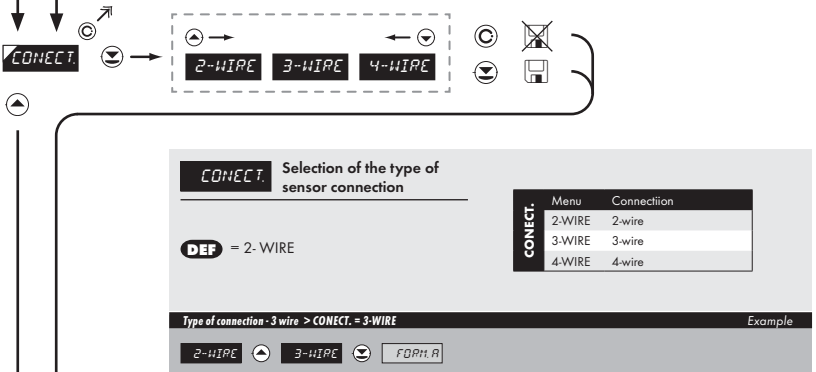 C
CONECT.
2-WIRE 3-WIRE 4-WIRE
C
CONECT.
Selection of the type of
sensor connection
DEF = 2- WIRE
CONECT.
Menu Connectiion
2-WIRE 2-wire
3-WIRE 3-wire
4-WIRE 4-wire
Type of connection - 3 wire > CONECT. = 3-WIRE Example
2-WIRE 3-WIRE FORM. A